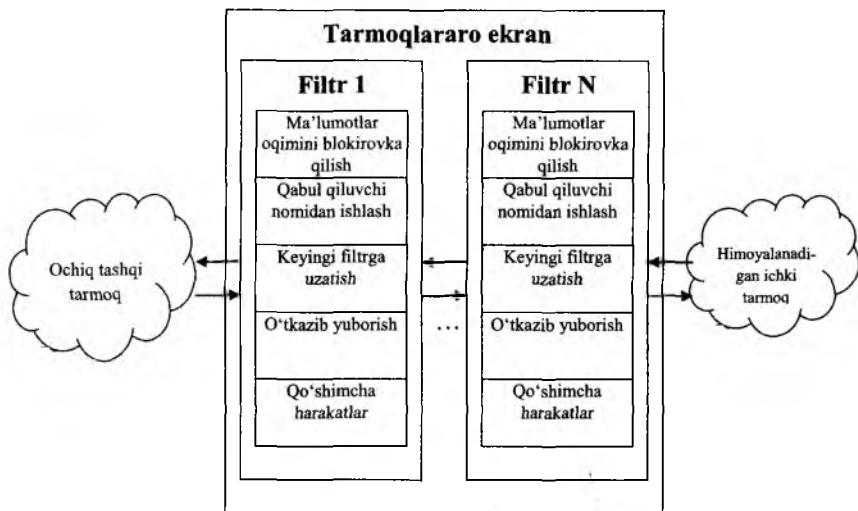 Tarmoqlararo ekran
Filtr 1
Ma’lumotlar
oqimini blokirovka
qilish
Qabul qiluvchi
nomidan ishlash
Keyingi filtrga
uzatish
O‘tkazib yuborish
Qo‘shimcha
harakatlar
Filtr N
Ma’lumotlar
oqimini blokirovka
qilish
Qabul qiluvchi
nomidan ishlash
Keyingi filtrga
uzatish
O‘tkazib yuborish
Qo‘shimcha
harakatlar
Ochiq tashqi
tarmoq
...
Himoyalanadi-
gan ichki
tarmoq